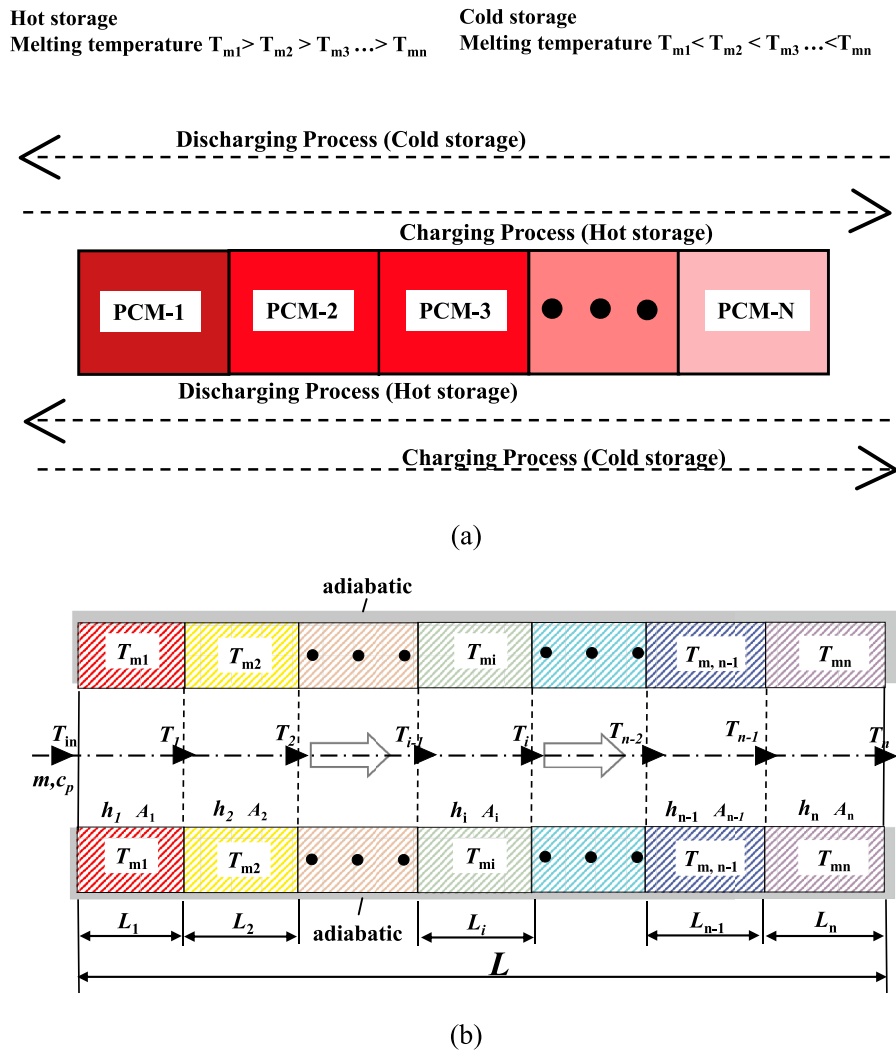 Hot storage
Melting temperature Tm1> Tm2 > Tm3 …> Tmn
Cold storage
Melting temperature Tm1< Tm2 < Tm3 …<Tmn
Discharging Process (Cold storage)
Charging Process (Hot storage)
PCM-1 PCM-2 PCM-3 PCM-N
Discharging Process (Hot storage)
Charging Process (Cold storage)
(a)
adiabatic
Tm1 Tm2 Tmi Tm, n-1 Tmn
Tin T1 T2 Ti-1 Ti Tn-2 Tn-1 Tn
m,cp
h1 A1 h2 A2 hi Ai hn-1 An-1 hn An
Tm1 Tm2 Tmi Tm, n-1 Tmn
L1 L2 adiabatic Li Ln-1 Ln
L
(b)